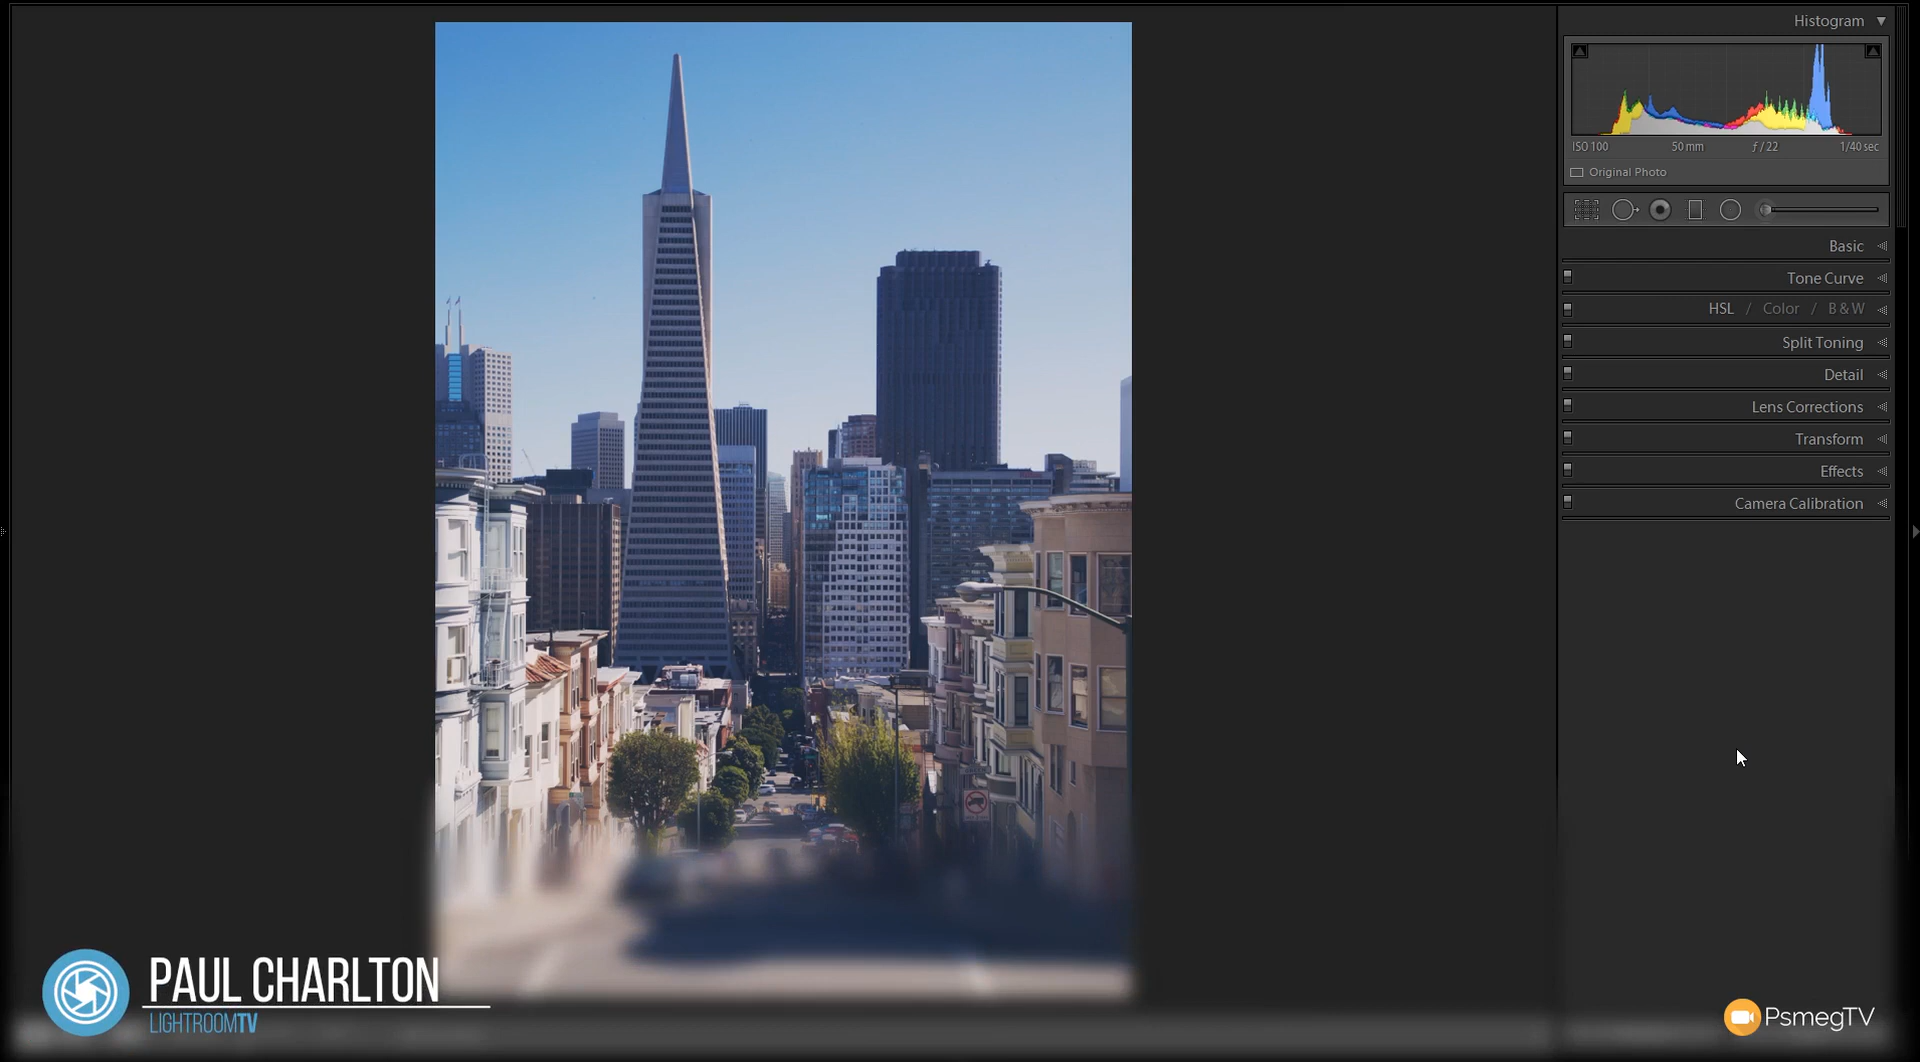 Histogram
ISO 100 50 mm ƒ / 22 1/40 sec
Original Photo
Basic
Tone Curve
HSL / Color / B & W
Split Toning
Detail
Lens Corrections
Transform
Effects
Camera Calibration
PAUL CHARLTON
LIGHTROOMTV
PsmegTV